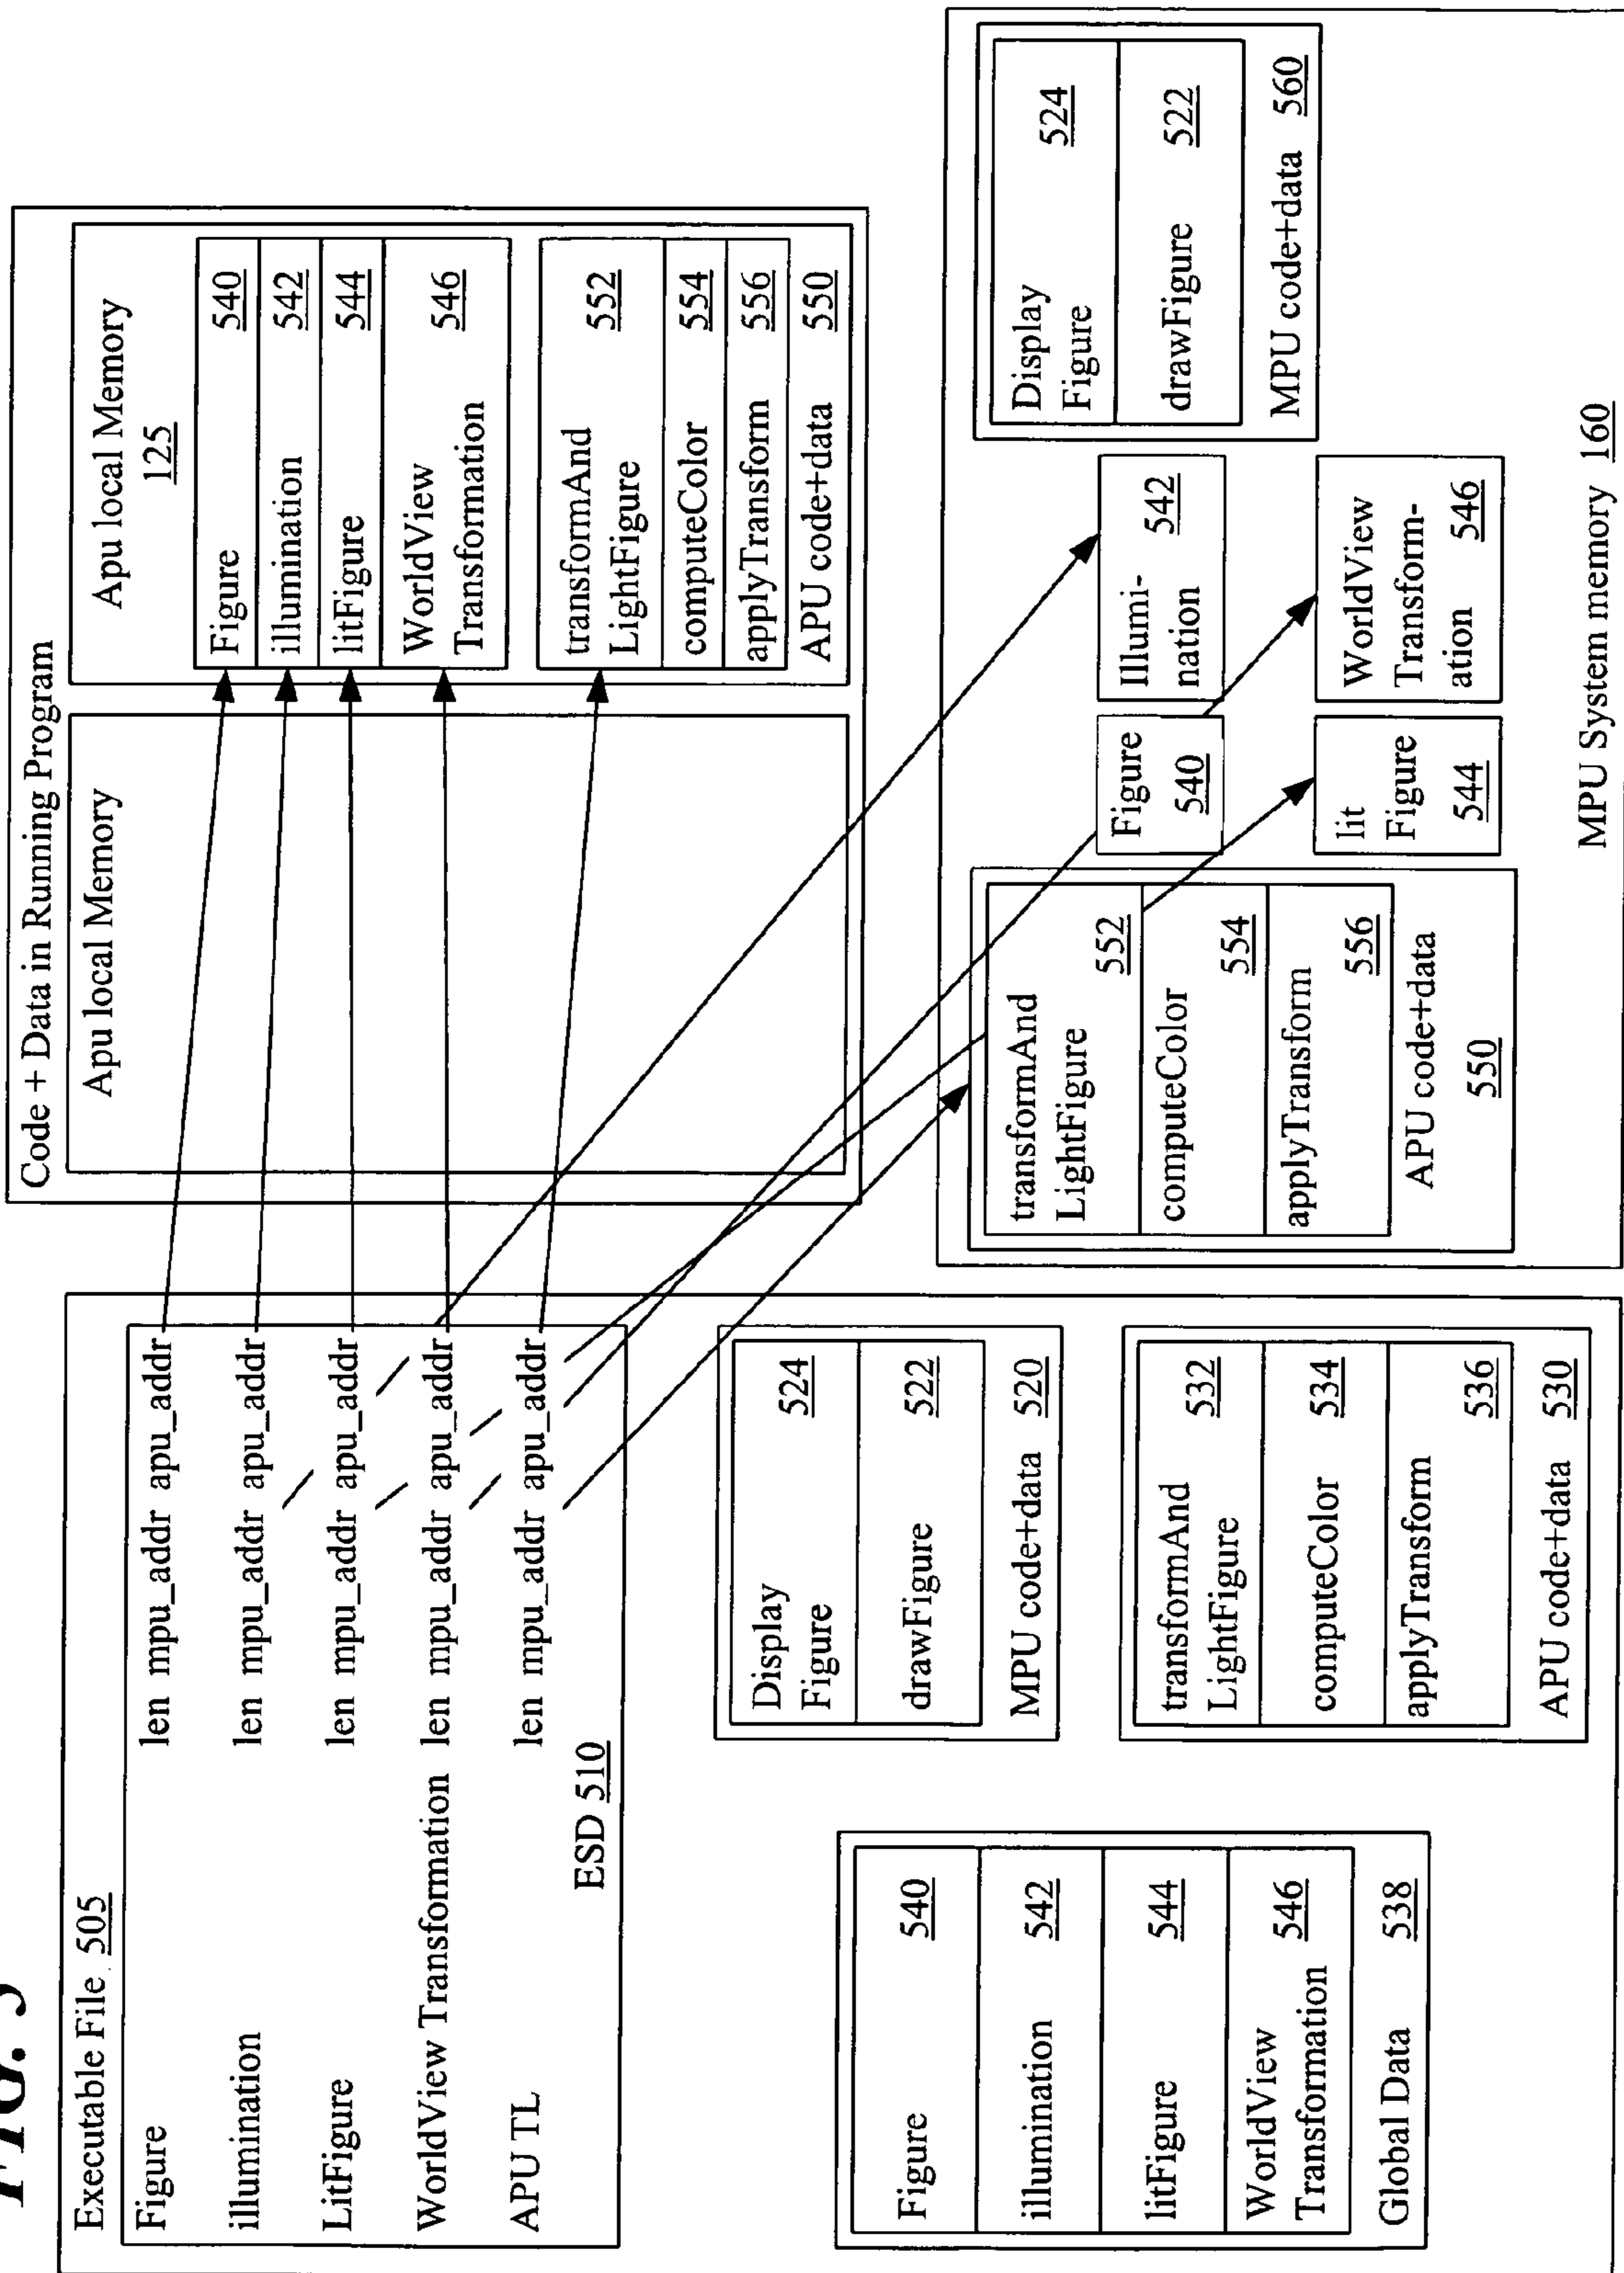 FIG. 5
Executable File 505
Figure len mpu_addr apu_addr
illumination len mpu_addr apu_addr
LitFigure len mpu_addr apu_addr
WorldView Transformation len mpu_addr apu_addr
APU TL len mpu_addr apu_addr
ESD 510
Display
Figure 524
drawFigure 522
MPU code+data 520
Figure 540
illumination 542
litFigure 544
WorldView
Transformation 546
Global Data 538
transformAnd
LightFigure 532
computeColor 534
applyTransform 536
APU code+data 530
Code + Data in Running Program
Apu local Memory
Apu local Memory
125
Figure 540
illumination 542
litFigure 544
WorldView
Transformation 546
transformAnd
LightFigure 552
computeColor 554
applyTransform 556
APU code+data 550
transformAnd
LightFigure 552
computeColor 554
applyTransform 556
APU code+data
550
Figure
540
Illumi-
nation 542
lit
Figure
544
WorldView
Transform-
ation 546
Display
Figure 524
drawFigure 522
MPU code+data 560
MPU System memory 160